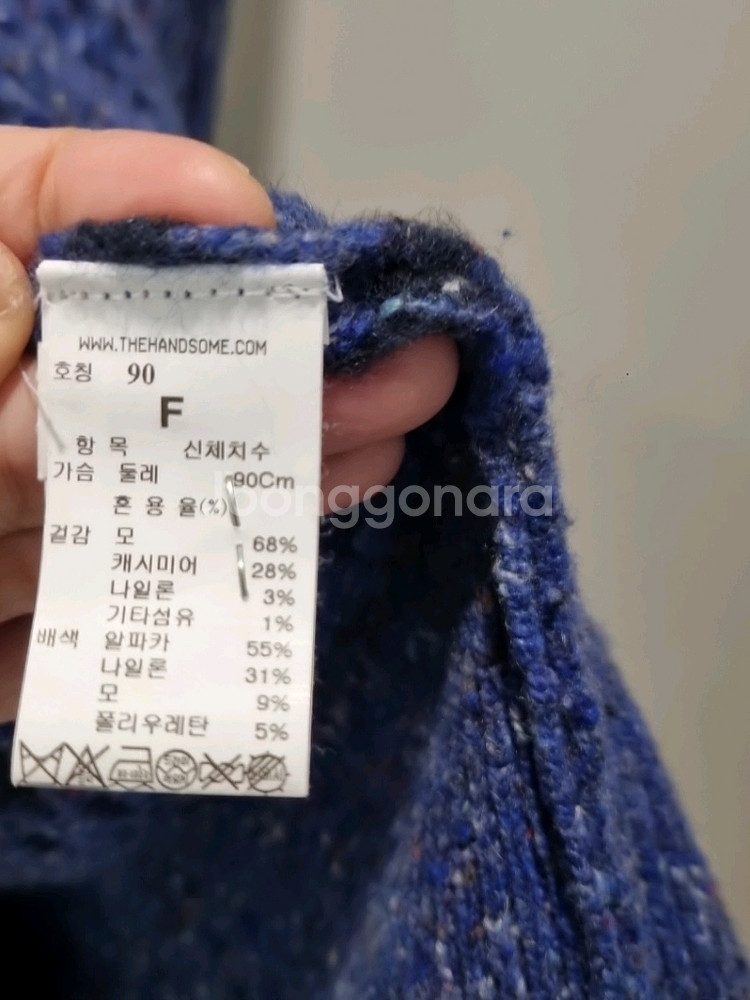 WWW.THEHANDSOME.COM
호칭 90
F
항 목 신체치수
가슴 둘레 90Cm
혼 용 율(%)
joonggonara
겉감 모 68%
캐시미어 28%
나일론 3%
기타섬유 1%
배색 알파카 55%
나일론 31%
모 9%
폴리우레탄 5%